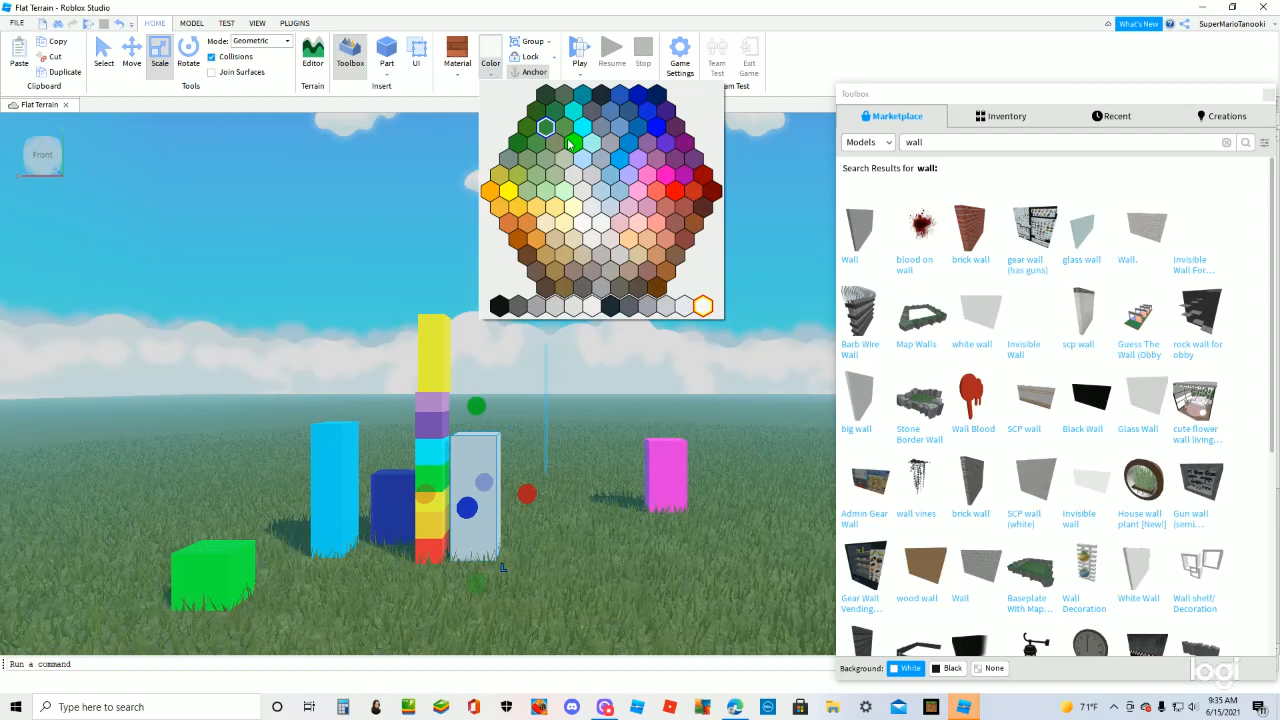 Flat Terrain - Roblox Studio
FILE HOME MODEL TEST VIEW PLUGINS
What's New SuperMarioTanooki
Paste Copy Cut Duplicate Clipboard
Select Move Scale Rotate Mode: Geometric Collisions Join Surfaces Tools
Editor Terrain
Toolbox Part UI Insert
Material Color Group Lock Anchor
Play Resume Stop
Game Settings
Team Test
Exit Game
am Test
Flat Terrain
Front
Toolbox
Marketplace Inventory Recent Creations
Models wall
Search Results for wall:
Wall
blood on wall
brick wall
gear wall (has guns)
glass wall
Wall.
Invisible Wall For…
Barb Wire Wall
Map Walls
white wall
Invisible Wall
scp wall
Guess The Wall (Obby
rock wall for obby
big wall
Stone Border Wall
Wall Blood
SCP wall
Black Wall
Glass Wall
cute flower wall living…
Admin Gear Wall
wall vines
brick wall
SCP wall (white)
Invisible wall
House wall plant [New!]
Gun wall (semi…
Gear Wall Vending…
wood wall
Wall
Baseplate With Map…
Wall Decoration
White Wall
Wall shelf/ Decoration
Background: White Black None
logi
Run a command
Type here to search
71°F
9:35 AM
6/15/2021